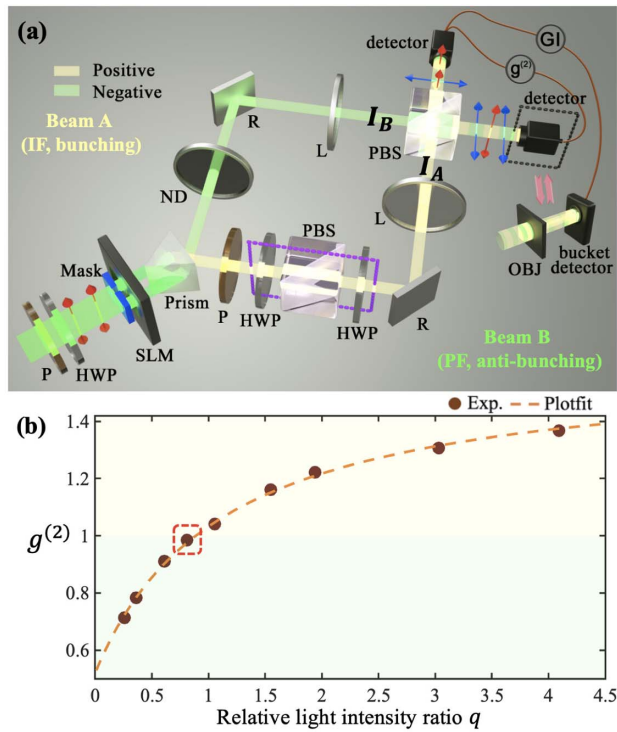 (a)
Positive
Negative
Beam A
(IF, bunching)
R
ND
L
I_B
PBS
I_A
L
detector
GI
g(2)
detector
OBJ
bucket
detector
PBS
P
HWP
HWP
R
Prism
Mask
SLM
P
HWP
Beam B
(PF, anti-bunching)
(b)
Exp.
Plotfit
1.4
1.2
1
0.8
0.6
g(2)
0
0.5
1
1.5
2
2.5
3
3.5
4
4.5
Relative light intensity ratio q